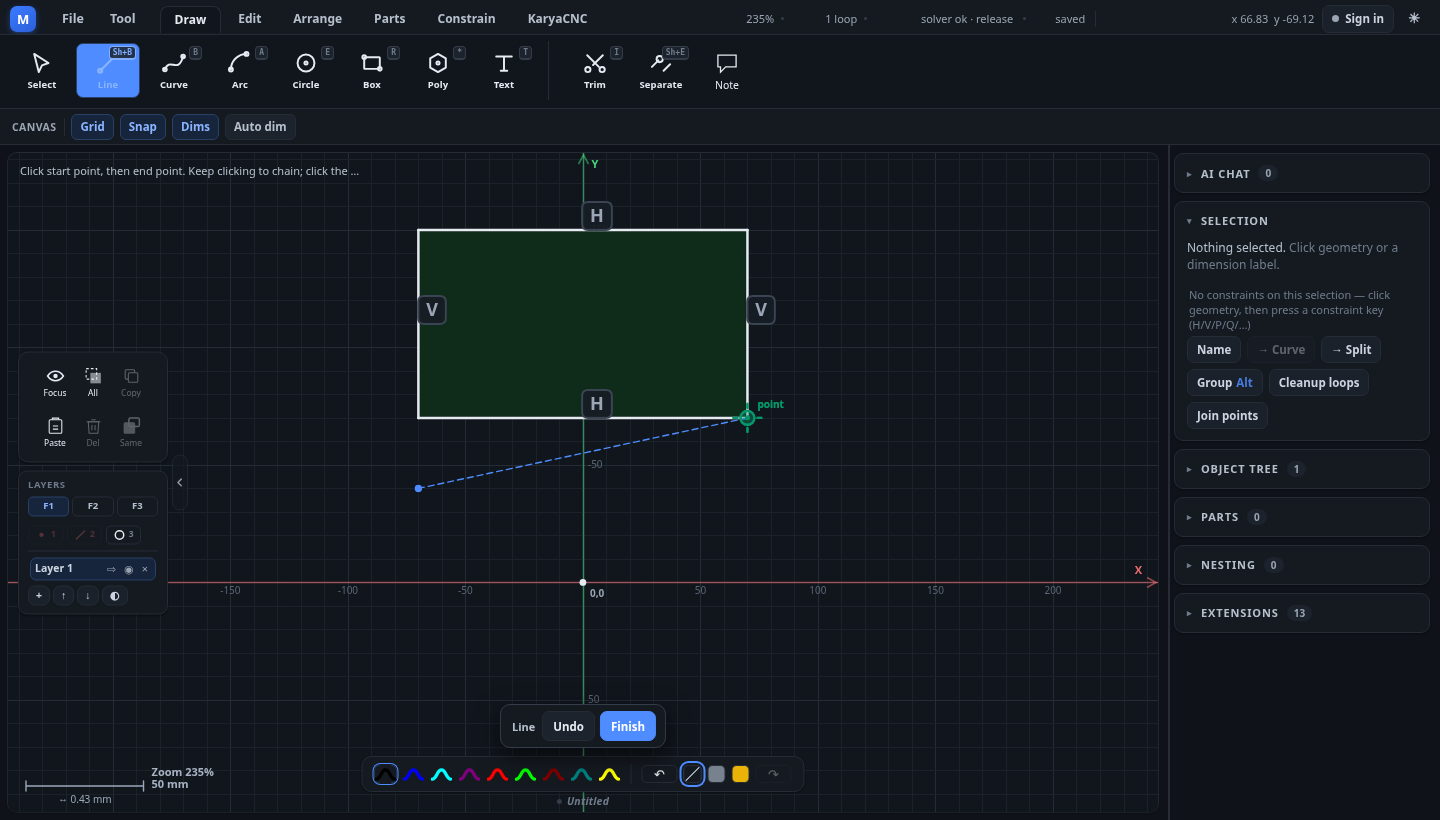 M File Tool Draw Edit Arrange Parts Constrain KaryaCNC 235% 1 loop solver ok · release saved x 66.83 y -69.12 Sign in
Sh+B B A E R * T I Sh+E
Select Line Curve Arc Circle Box Poly Text Trim Separate Note
CANVAS Grid Snap Dims Auto dim
Click start point, then end point. Keep clicking to chain; click the ...
Y
H
V V
H
point
-50
X
-150 -100 -50 0,0 50 100 150 200
50
Focus All Copy
Paste Del Same
LAYERS
F1 F2 F3
1 2 3
Layer 1 ⇨ ◉ ×
+ ↑ ↓ ◐
Line Undo Finish
Zoom 235%
50 mm
↔ 0.43 mm
Untitled
AI CHAT 0
SELECTION
Nothing selected. Click geometry or a
dimension label.
No constraints on this selection — click
geometry, then press a constraint key
(H/V/P/Q/...)
Name → Curve → Split
Group Alt Cleanup loops
Join points
OBJECT TREE 1
PARTS 0
NESTING 0
EXTENSIONS 13